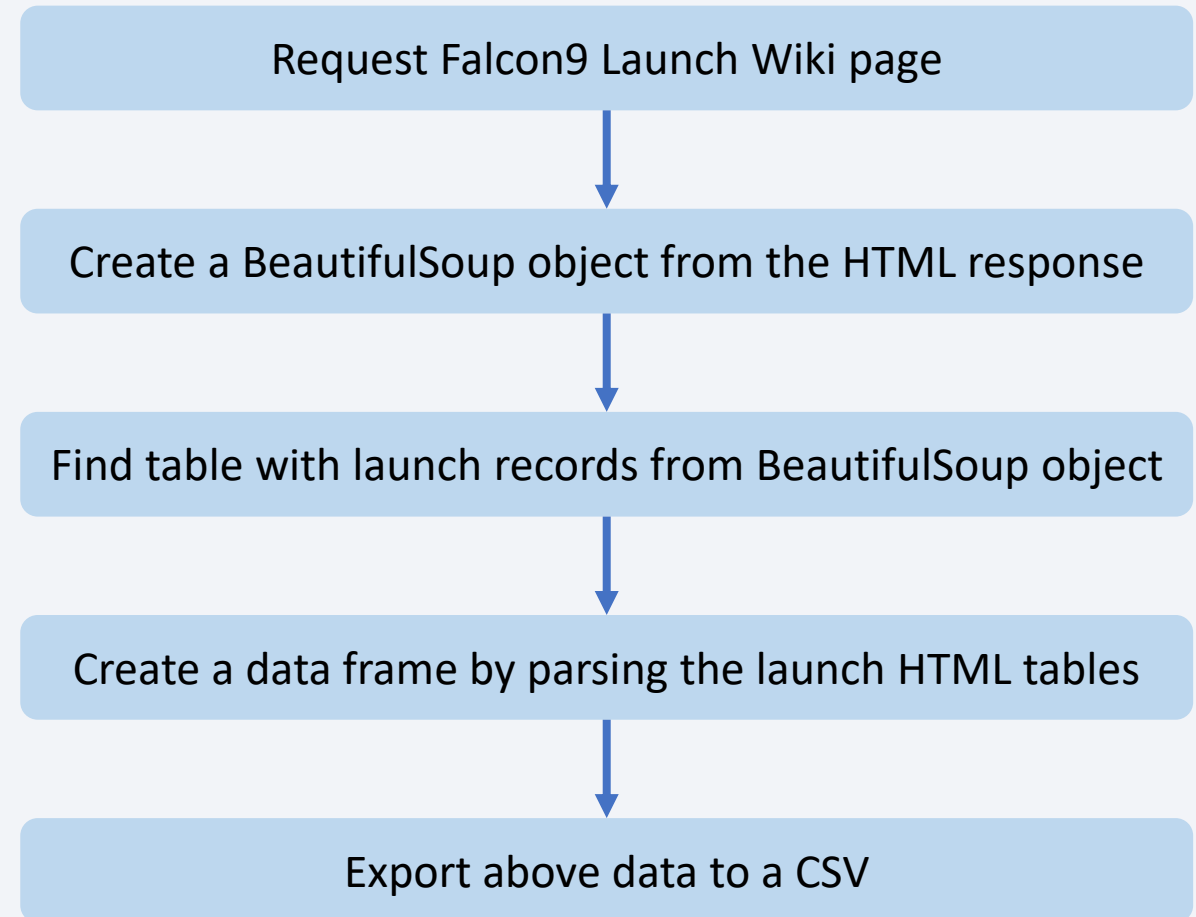 Request Falcon9 Launch Wiki page
Create a BeautifulSoup object from the HTML response
Find table with launch records from BeautifulSoup object
Create a data frame by parsing the launch HTML tables
Export above data to a CSV